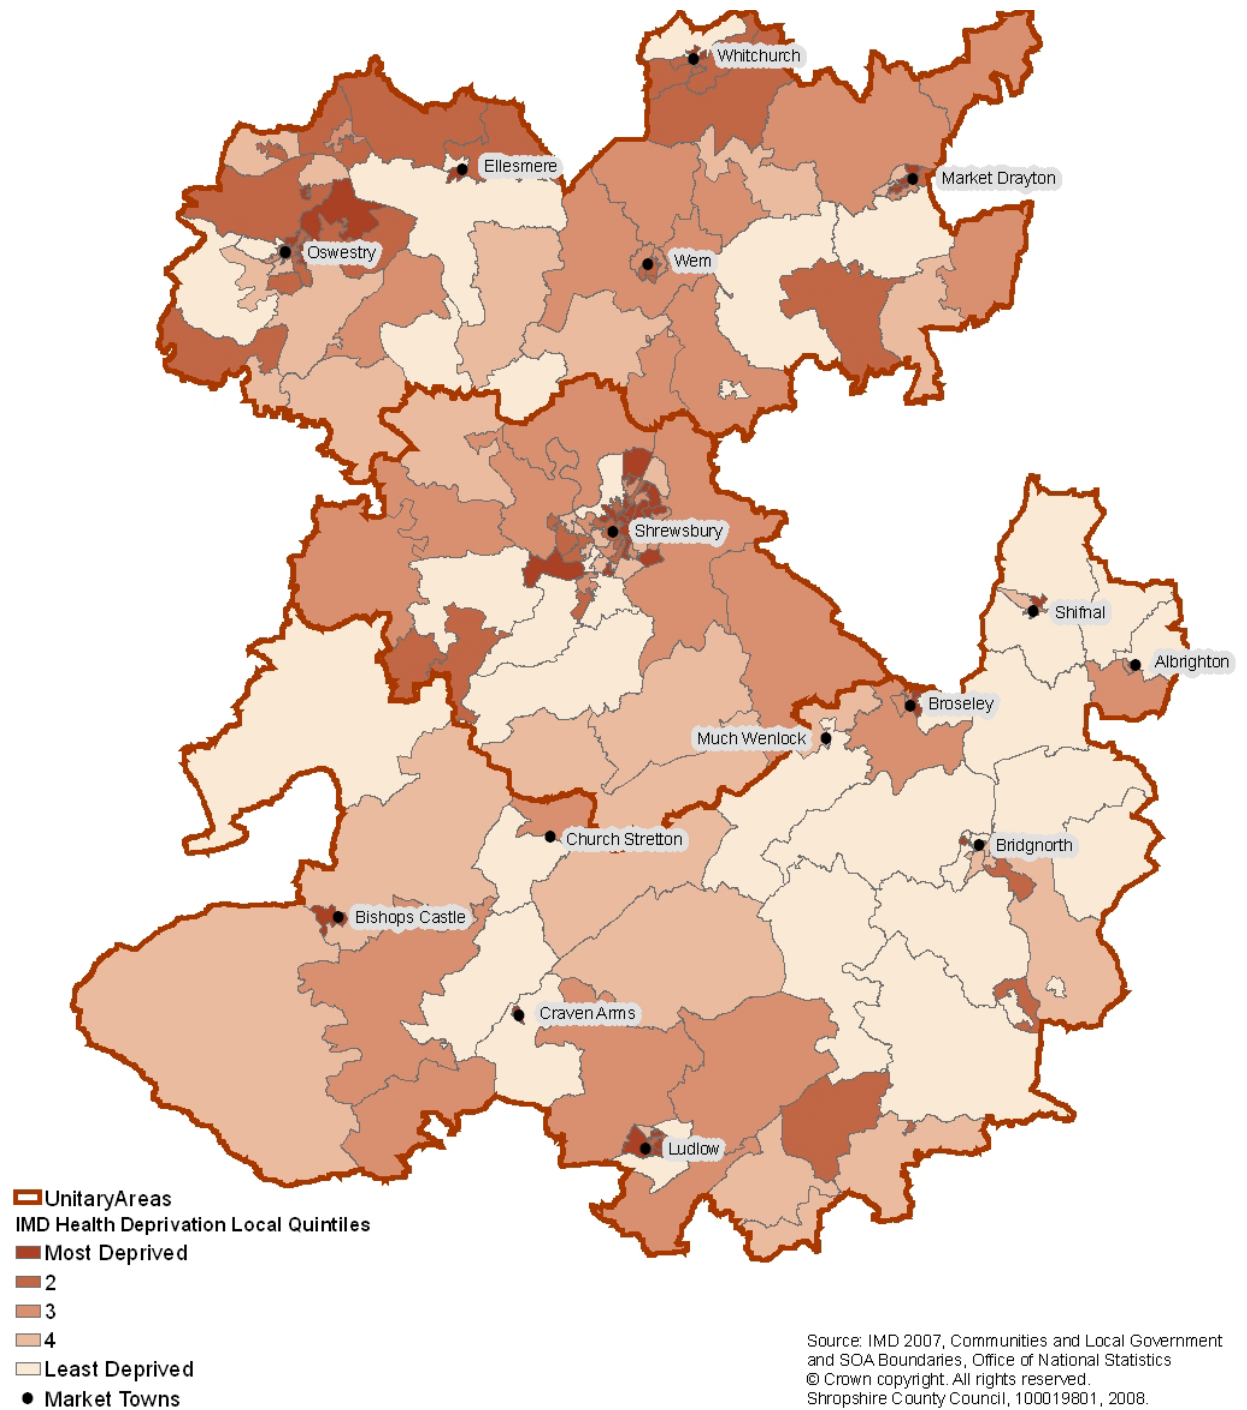 Whitchurch
Ellesmere
Market Drayton
Oswestry
Wem
Shrewsbury
Shifnal
Albrighton
Broseley
Much Wenlock
Church Stretton
Bridgnorth
Bishops Castle
Craven Arms
Ludlow
UnitaryAreas
IMD Health Deprivation Local Quintiles
Most Deprived
2
3
4
Least Deprived
Market Towns
Source: IMD 2007, Communities and Local Government
and SOA Boundaries, Office of National Statistics
© Crown copyright. All rights reserved.
Shropshire County Council, 100019801, 2008.